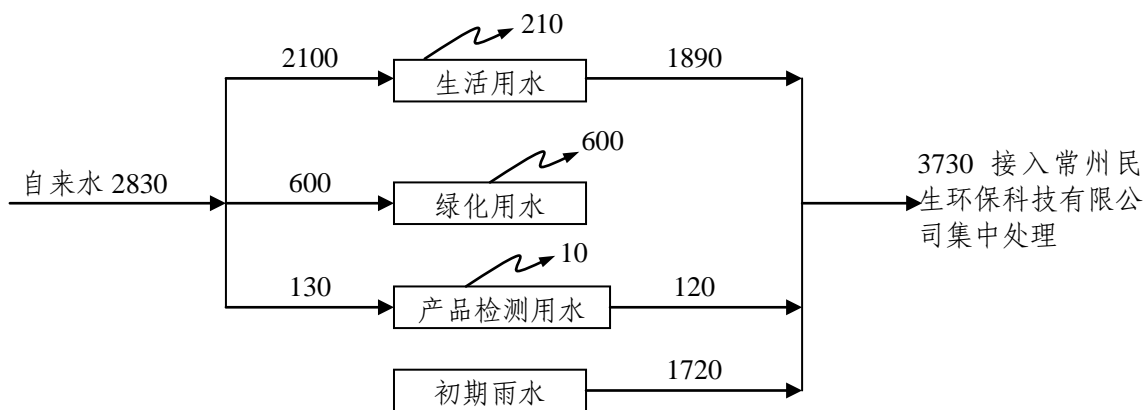 210
2100
生活用水
1890
600
自来水 2830
600
绿化用水
3730 接入常州民
生环保科技有限公
司集中处理
10
130
产品检测用水
120
初期雨水
1720